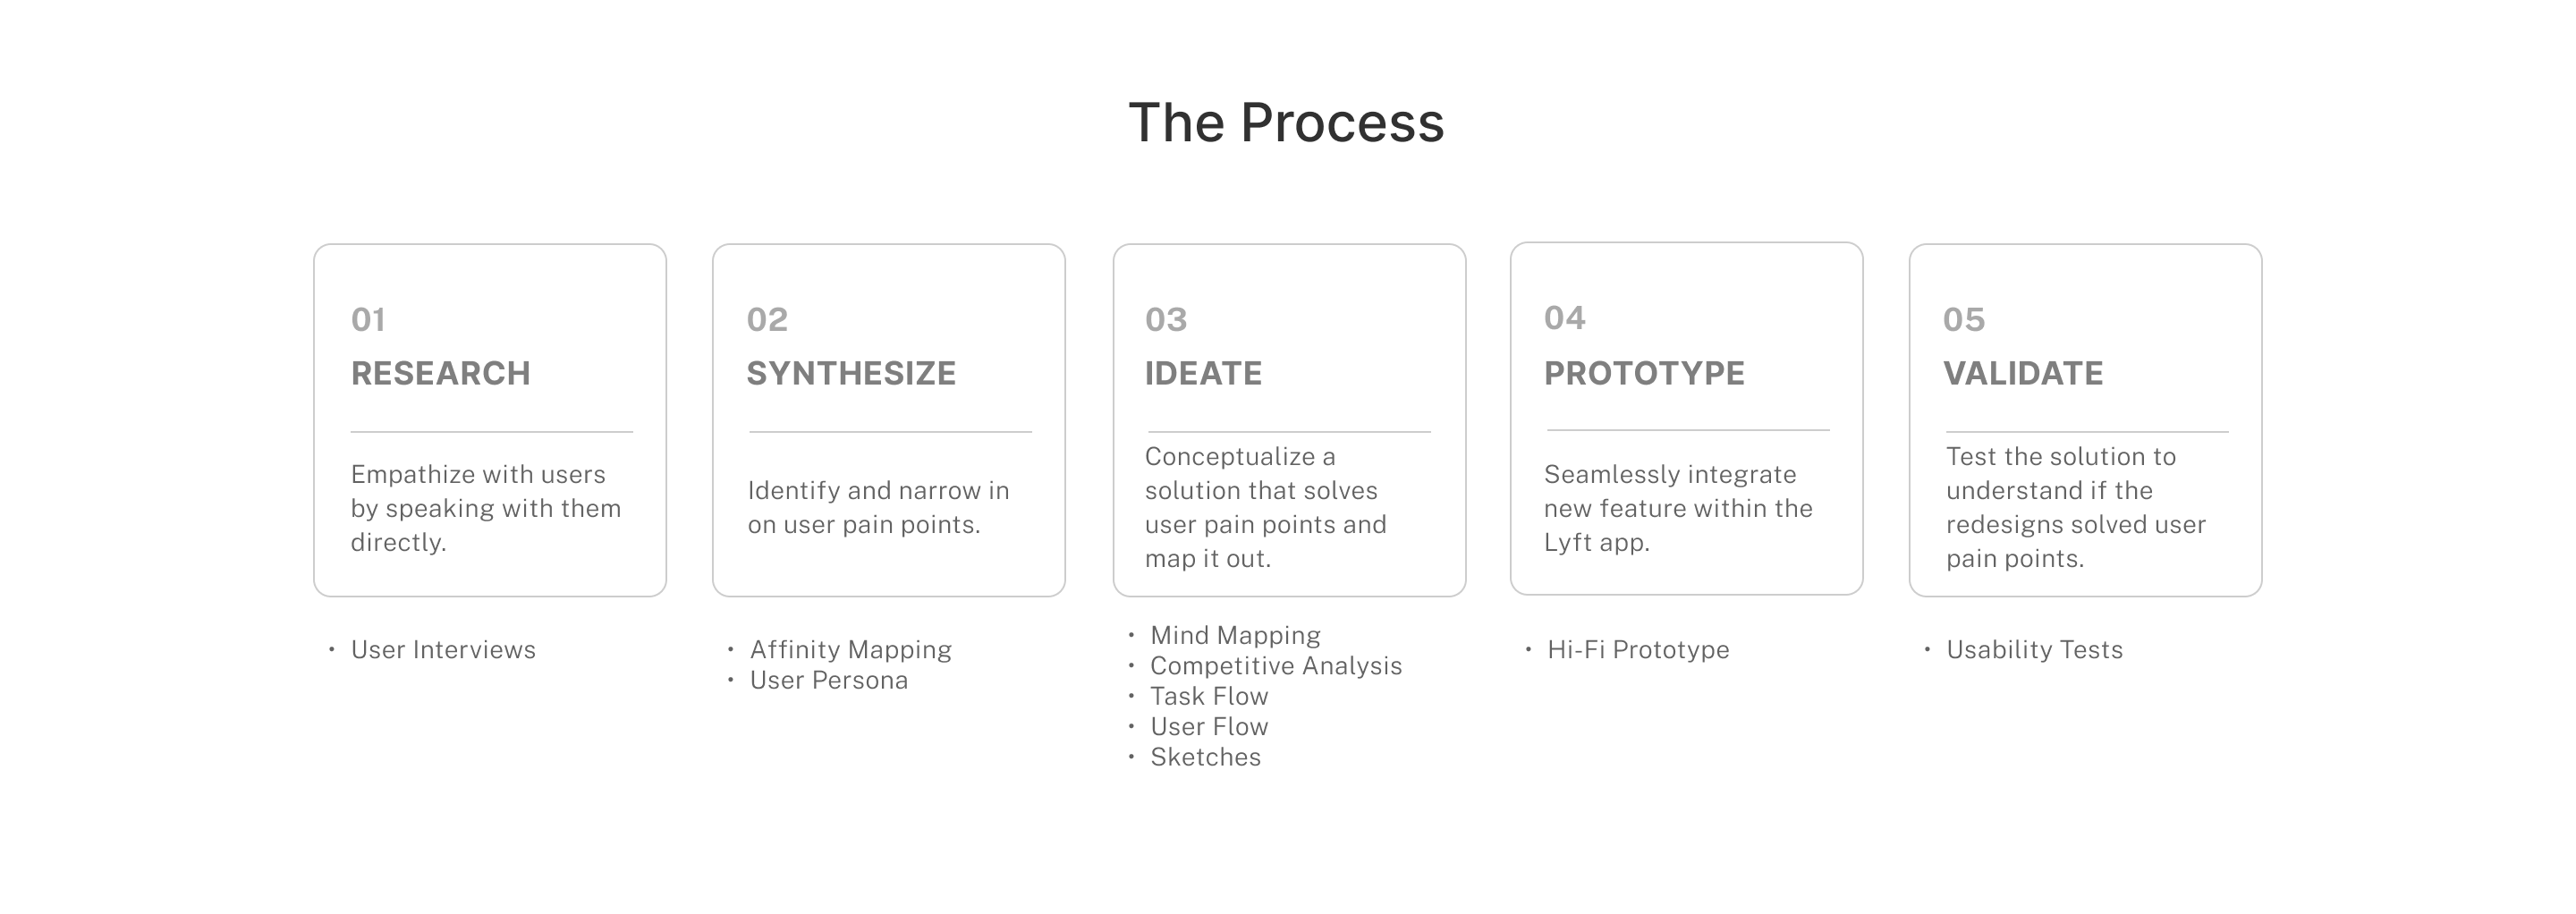 The Process
01
RESEARCH
Empathize with users
by speaking with them
directly.
• User Interviews
02
SYNTHESIZE
Identify and narrow in
on user pain points.
• Affinity Mapping
• User Persona
03
IDEATE
Conceptualize a
solution that solves
user pain points and
map it out.
• Mind Mapping
• Competitive Analysis
• Task Flow
• User Flow
• Sketches
04
PROTOTYPE
Seamlessly integrate
new feature within the
Lyft app.
• Hi-Fi Prototype
05
VALIDATE
Test the solution to
understand if the
redesigns solved user
pain points.
• Usability Tests